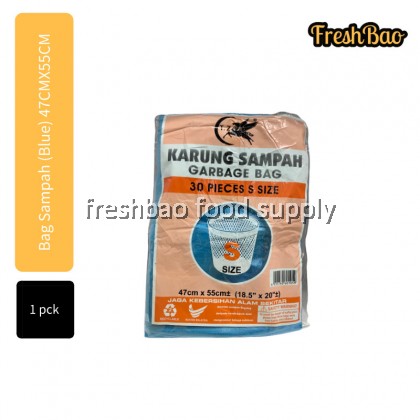 FreshBao
Bag Sampah (Blue) 47CMX55CM
1 pck
KARUNG SAMPAH
GARBAGE BAG
30 PIECES S SIZE
freshbao food supply
S
SIZE
47cm x 55cm± (18.5" x 20"±)
JAGA KEBERSIHAN ALAM SEKITAR